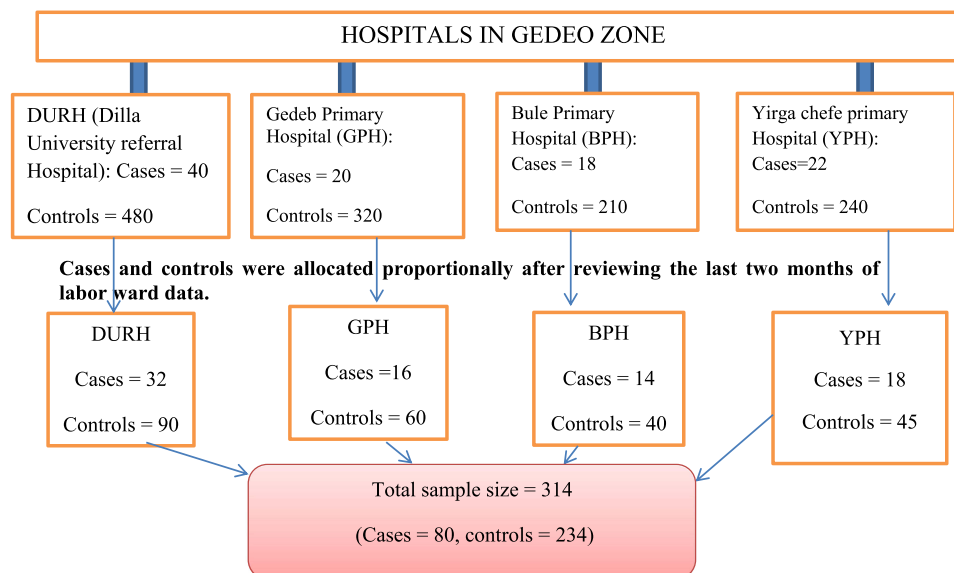 HOSPITALS IN GEDEO ZONE
DURH (Dilla
University referral
Hospital): Cases = 40
Controls = 480
Gedeb Primary
Hospital (GPH):
Cases = 20
Controls = 320
Bule Primary
Hospital (BPH):
Cases = 18
Controls = 210
Yirga chefe primary
Hospital (YPH):
Cases=22
Controls = 240
Cases and controls were allocated proportionally after reviewing the last two months of
labor ward data.
DURH
Cases = 32
Controls = 90
GPH
Cases =16
Controls = 60
BPH
Cases = 14
Controls = 40
YPH
Cases = 18
Controls = 45
Total sample size = 314
(Cases = 80, controls = 234)